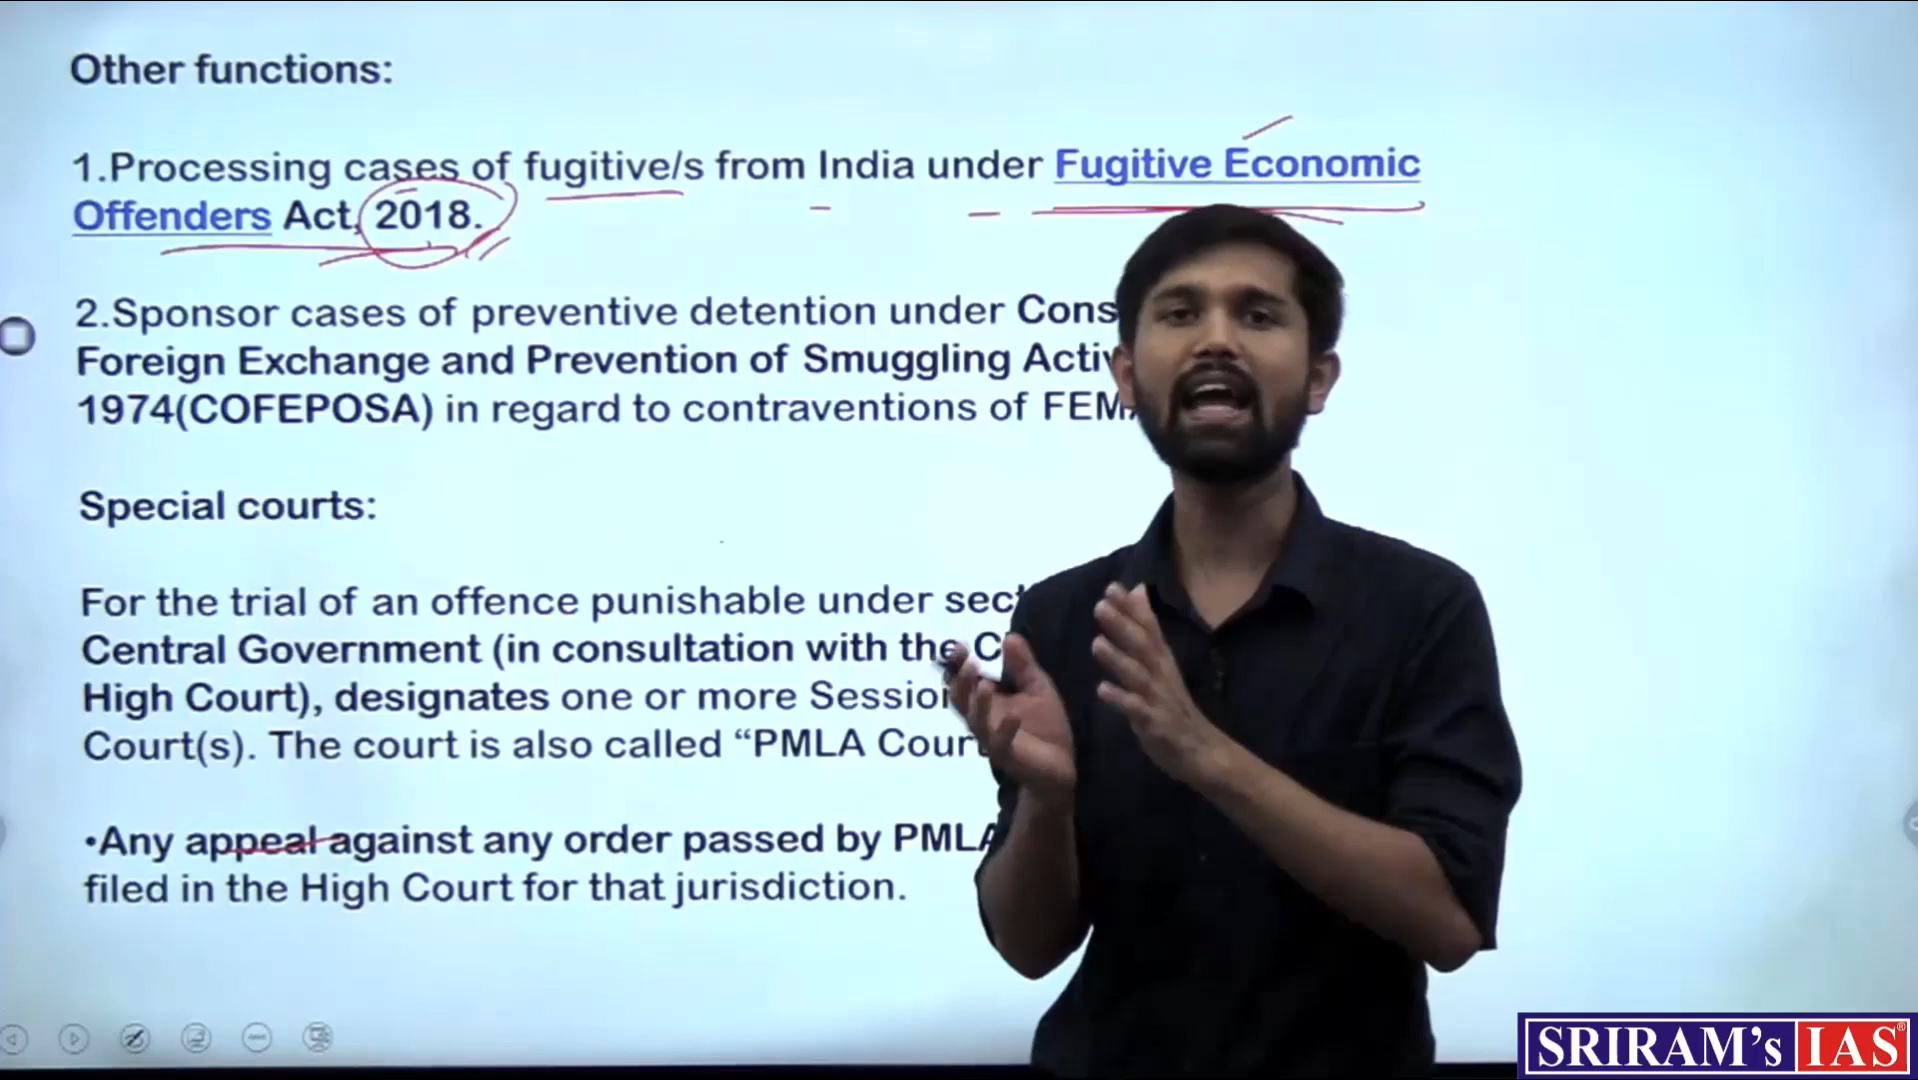 Other functions:
1.Processing cases of fugitive/s from India under Fugitive Economic
Offenders Act, 2018.
2.Sponsor cases of preventive detention under Cons
Foreign Exchange and Prevention of Smuggling Activ
1974(COFEPOSA) in regard to contraventions of FEM
Special courts:
For the trial of an offence punishable under sect
Central Government (in consultation with the C
High Court), designates one or more Session
Court(s). The court is also called “PMLA Court
•Any appeal against any order passed by PMLA
filed in the High Court for that jurisdiction.
SRIRAM's IAS®